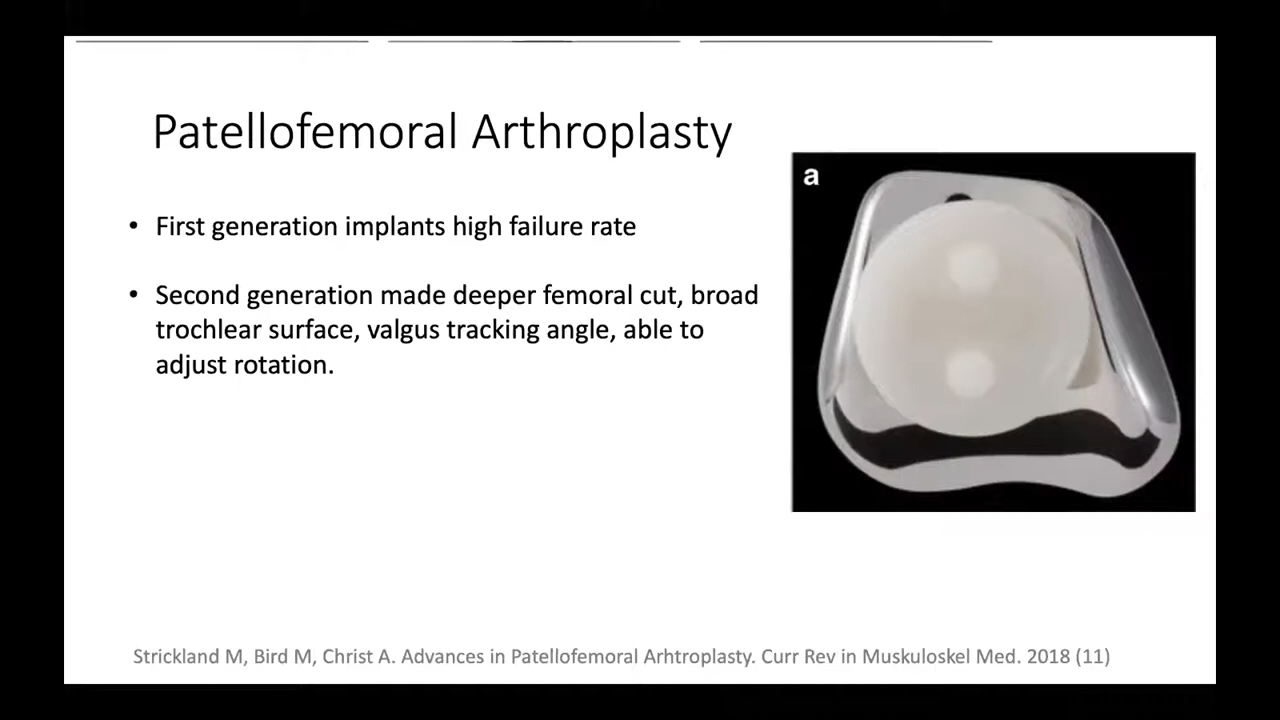 Patellofemoral Arthroplasty
a
• First generation implants high failure rate
• Second generation made deeper femoral cut, broad
trochlear surface, valgus tracking angle, able to
adjust rotation.
Strickland M, Bird M, Christ A. Advances in Patellofemoral Arhtroplasty. Curr Rev in Muskuloskel Med. 2018 (11)